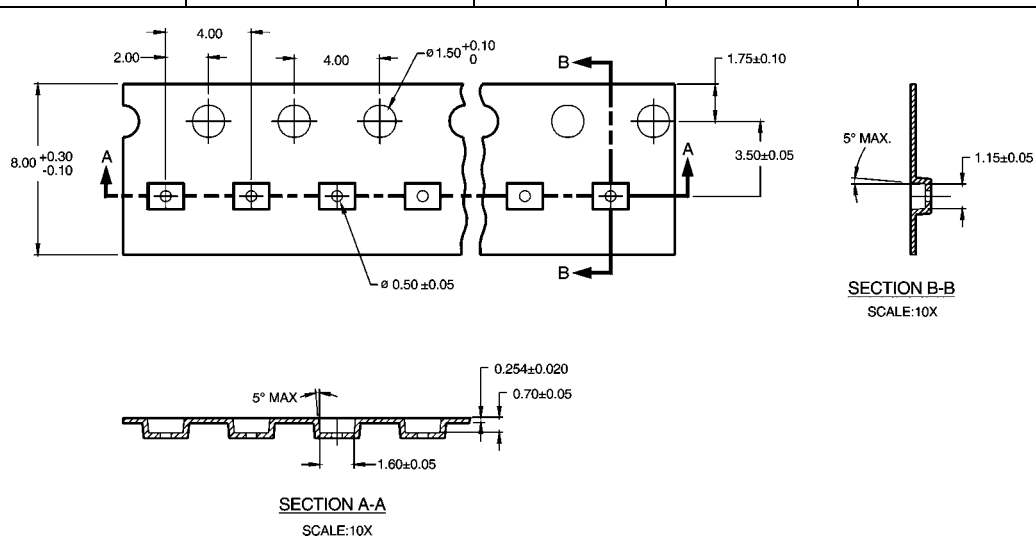 4.00
2.00
4.00
ø1.50 +0.10
0
B
1.75±0.10
8.00 +0.30
-0.10
A
A
3.50±0.05
5° MAX.
1.15±0.05
B
ø 0.50 ±0.05
SECTION B-B
SCALE:10X
0.254±0.020
5° MAX
0.70±0.05
1.60±0.05
SECTION A-A
SCALE:10X